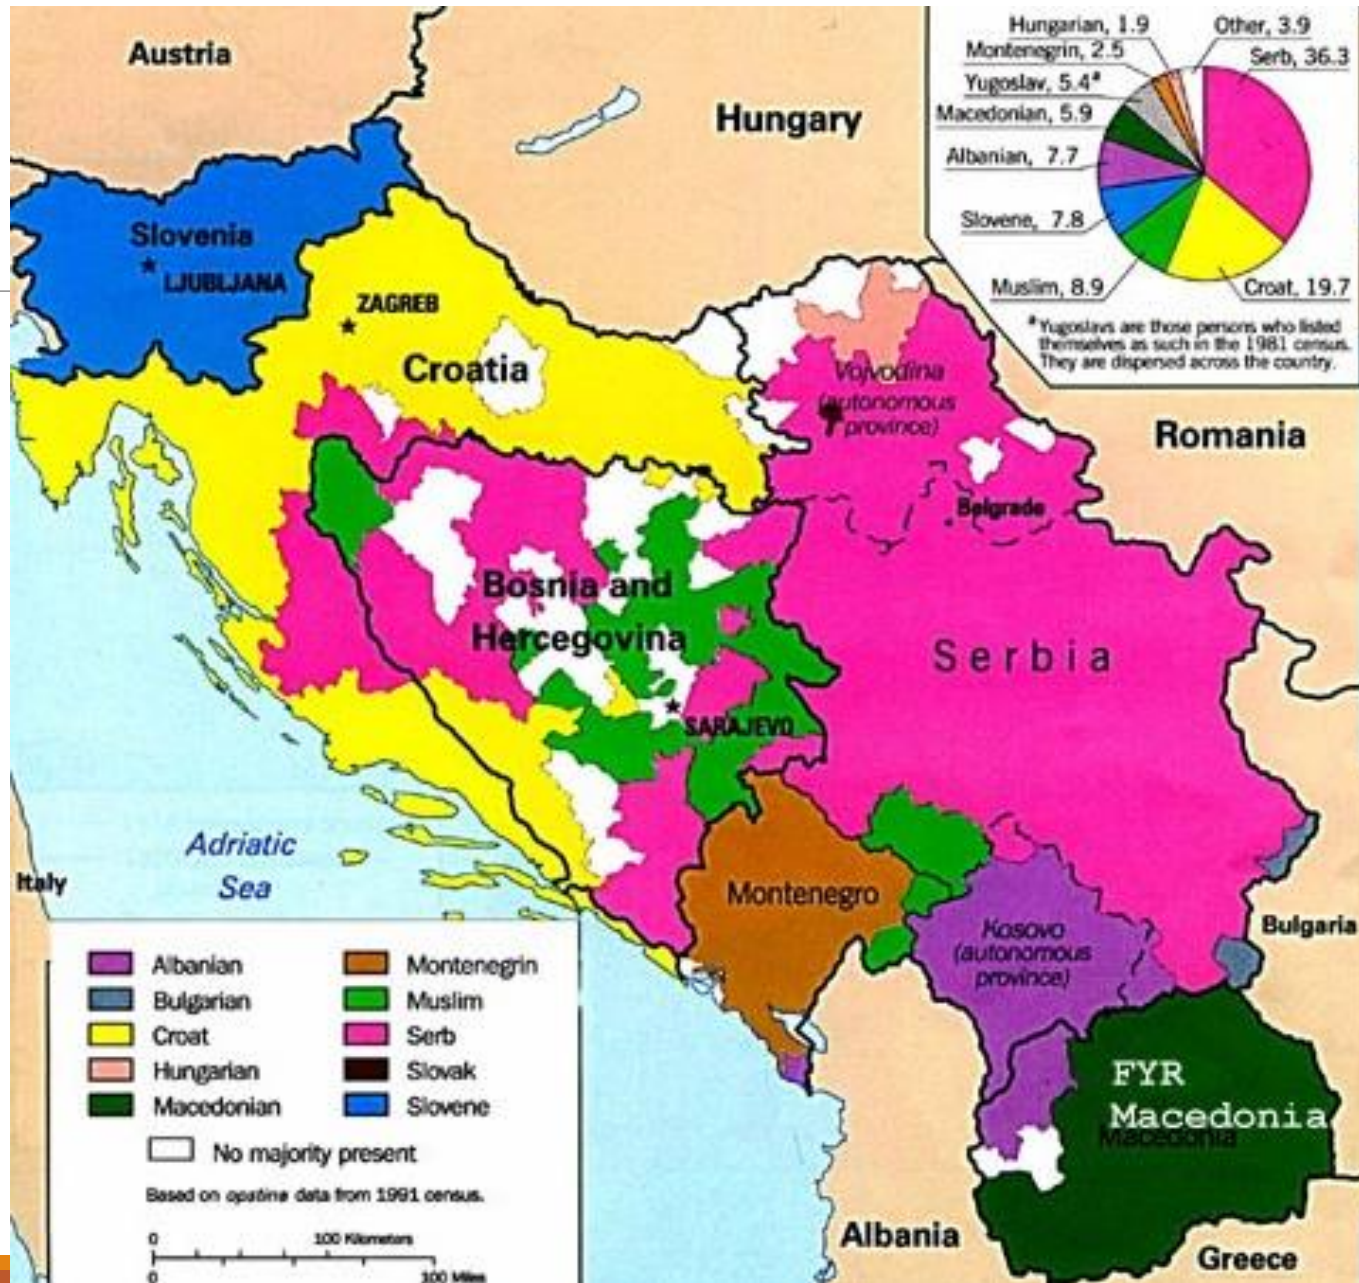 Austria
Hungary
Hungarian, 1.9
Other, 3.9
Montenegrin, 2.5
Serb, 36.3
Yugoslav, 5.4*
Macedonian, 5.9
Albanian, 7.7
Slovene, 7.8
Muslim, 8.9
Croat, 19.7
*Yugoslavs are those persons who listed
themselves as such in the 1981 census.
They are dispersed across the country.
Slovenia
LJUBLJANA
ZAGREB
Croatia
Vojvodina
(autonomous
province)
Romania
Belgrade
Bosnia and
Hercegovina
Serbia
SARAJEVO
Adriatic
Sea
Italy
Montenegro
Kosovo
(autonomous
province)
Bulgaria
FYR
Macedonia
Macedonia
Albania
Greece
Albanian
Bulgarian
Croat
Hungarian
Macedonian
Montenegrin
Muslim
Serb
Slovak
Slovene
No majority present
Based on opstina data from 1991 census.
0 100 Kilometers
0 100 Miles